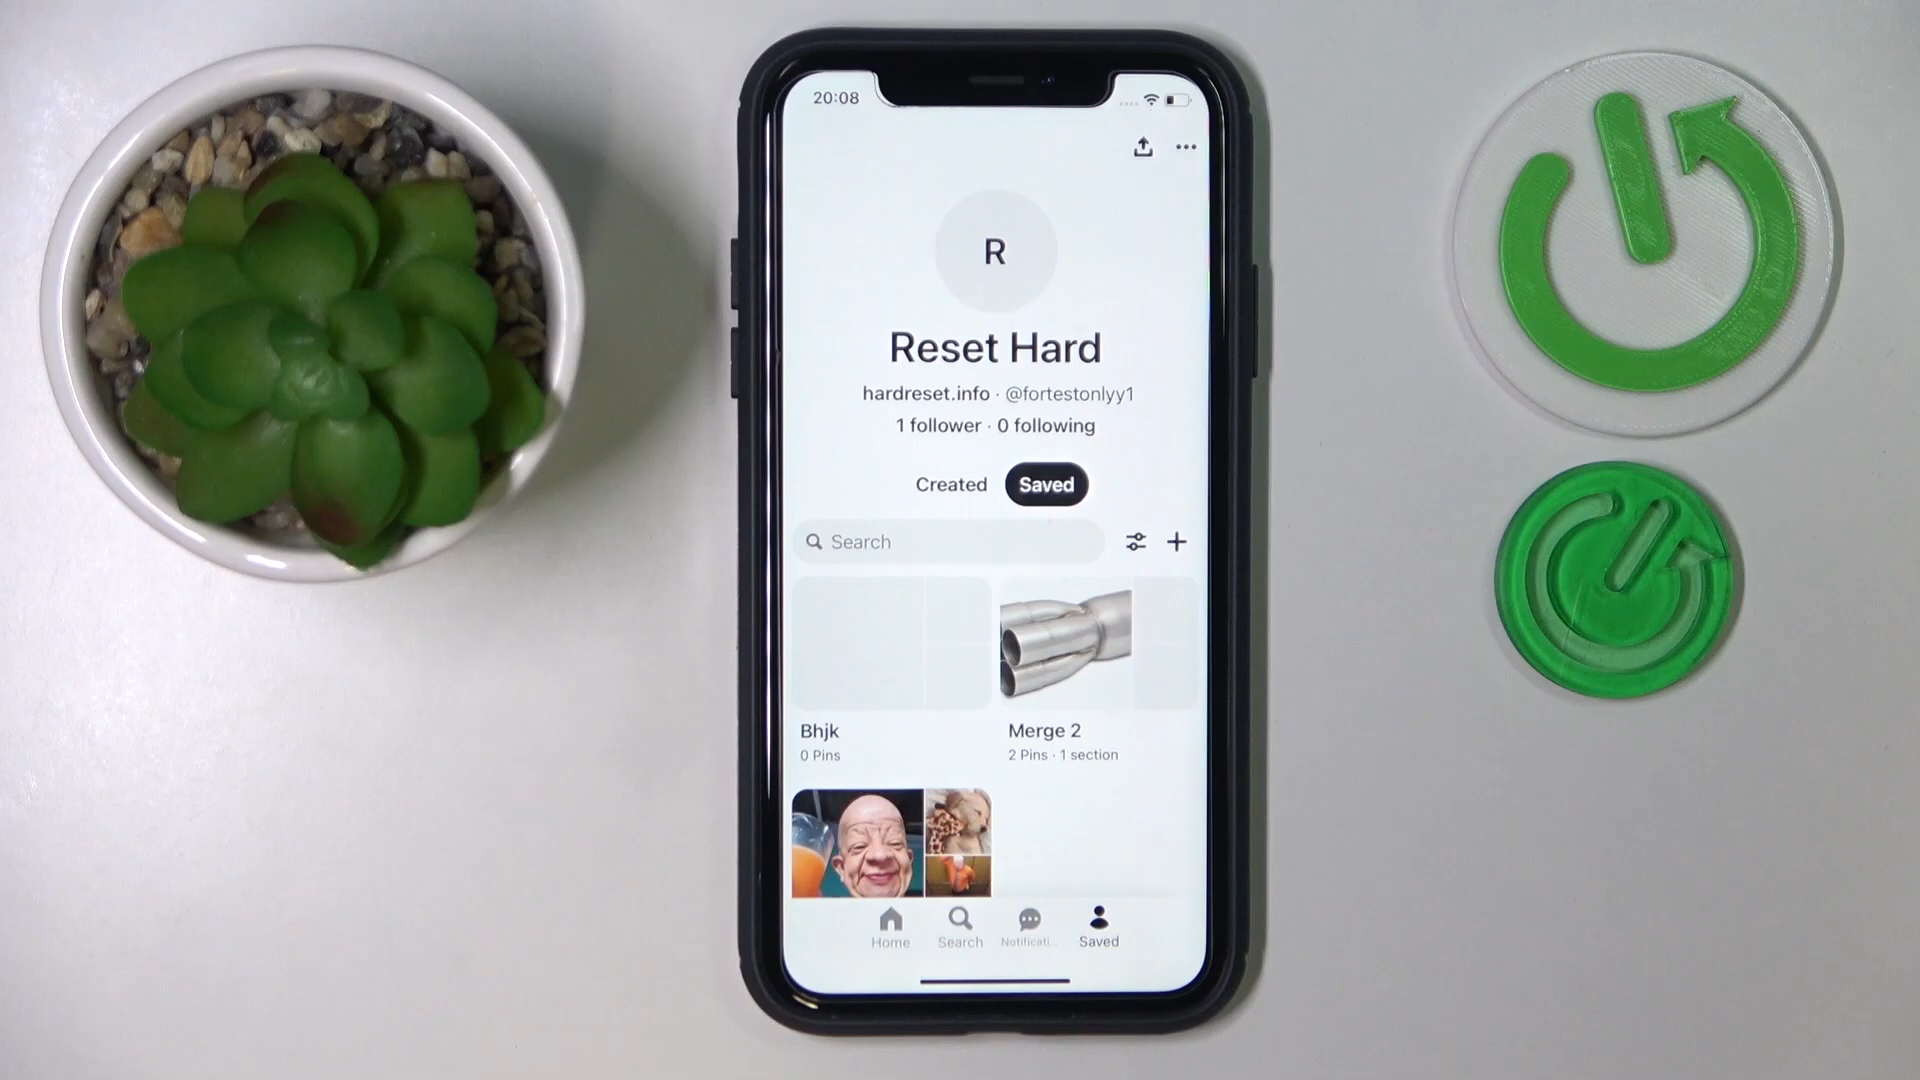 20:08
R
Reset Hard
hardreset.info · @fortestonlyy1
1 follower · 0 following
Created Saved
Search
Bhjk
0 Pins
Merge 2
2 Pins · 1 section
Home Search Notificati... Saved